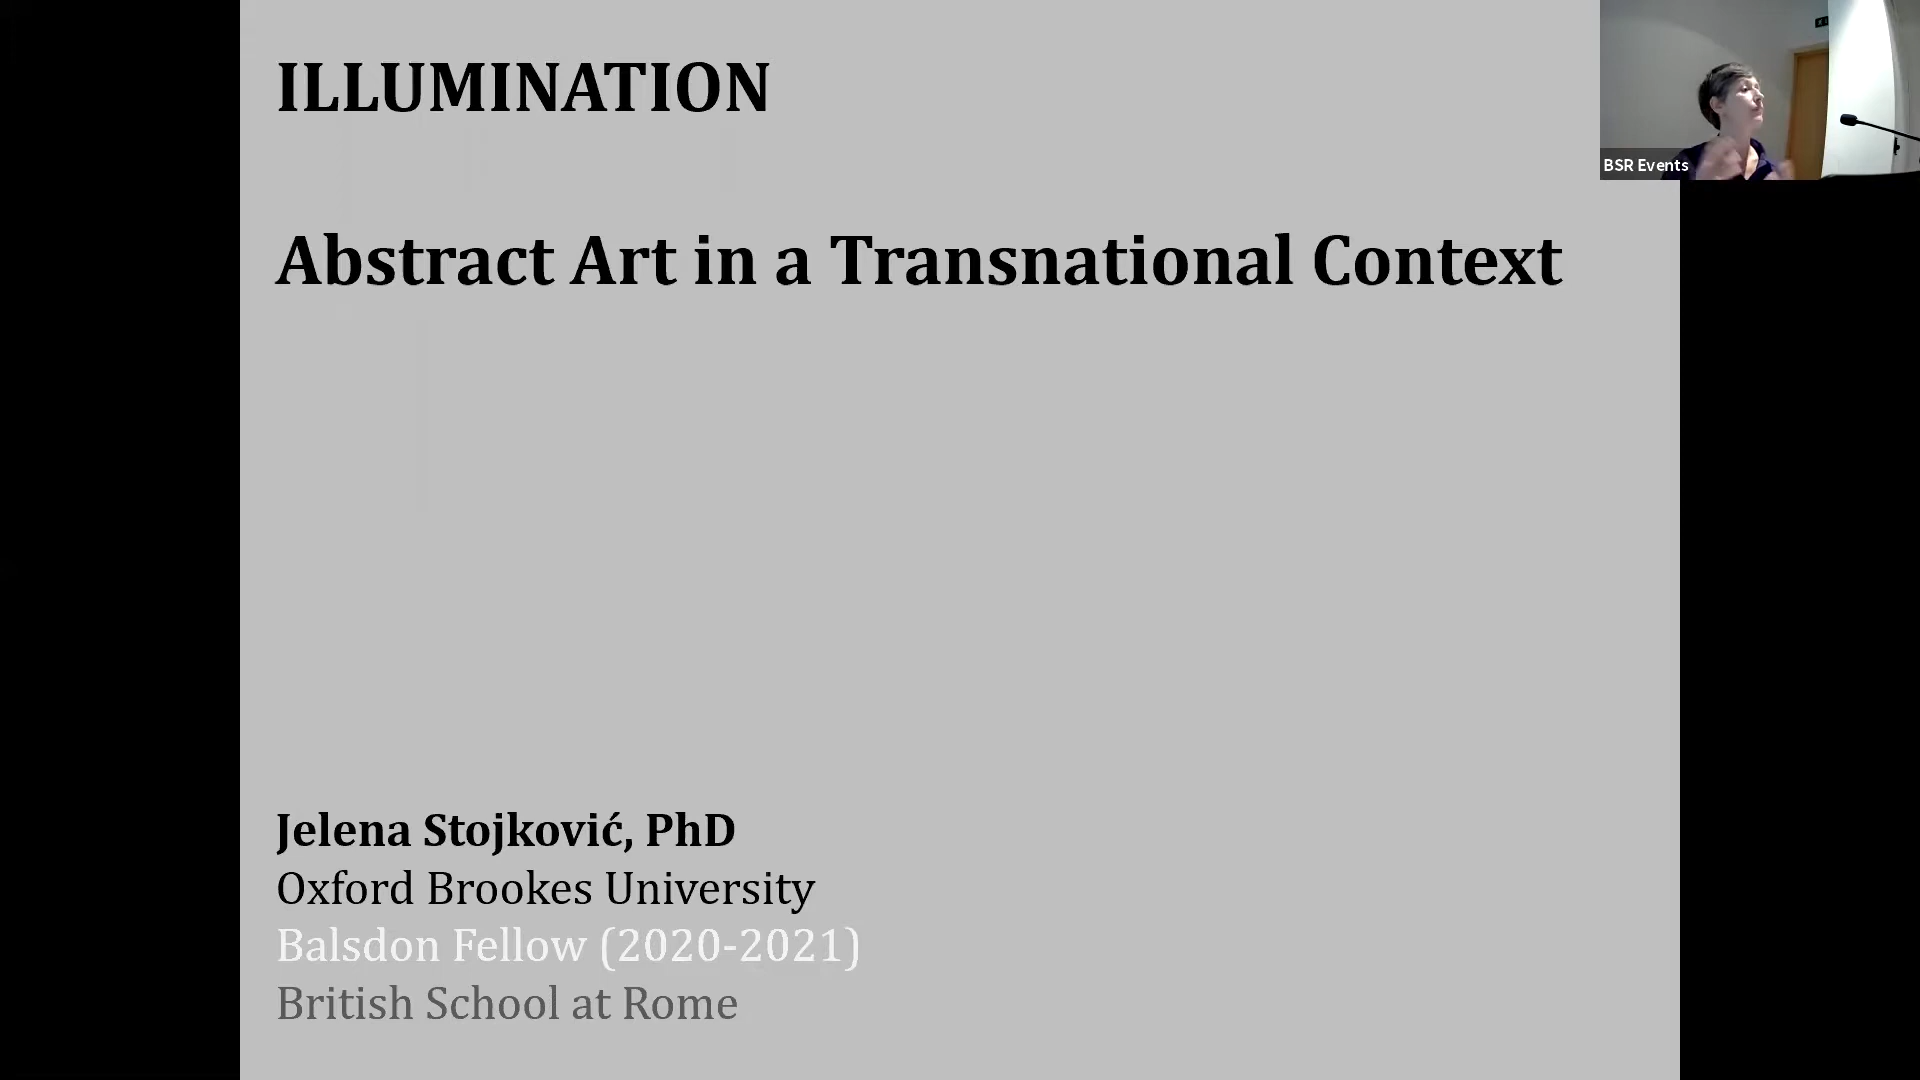 ILLUMINATION
BSR Events
Abstract Art in a Transnational Context
Jelena Stojković, PhD
Oxford Brookes University
Balsdon Fellow (2020-2021)
British School at Rome